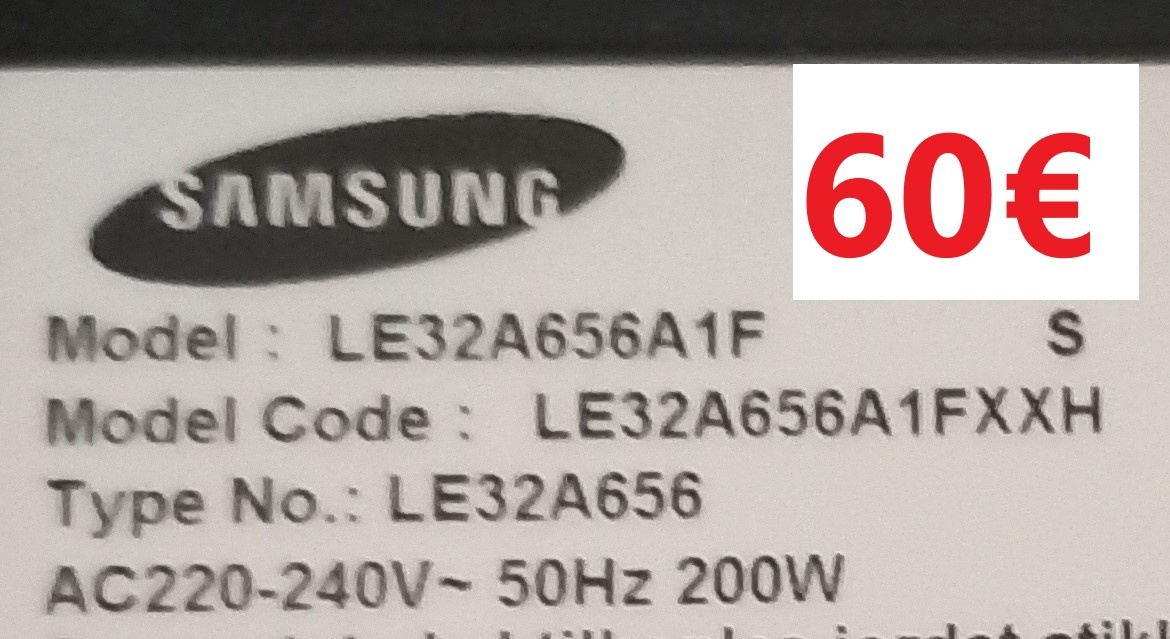 SAMSUNG
60€
Model : LE32A656A1F S
Model Code : LE32A656A1FXXH
Type No.: LE32A656
AC220-240V~ 50Hz 200W